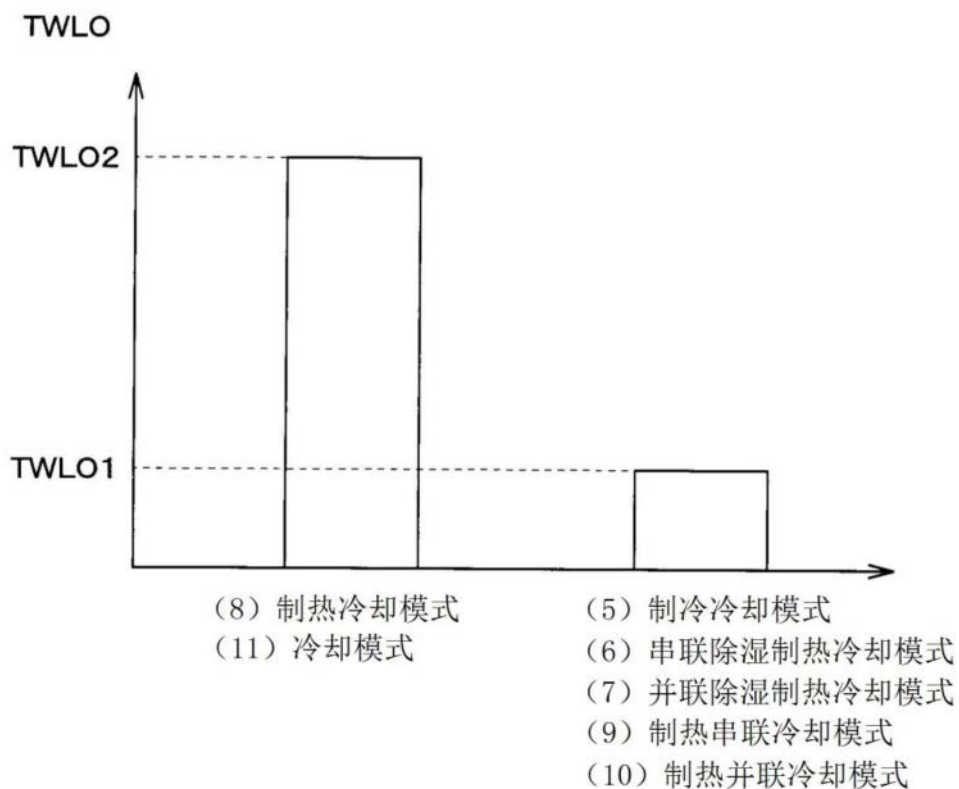 TWLO
TWLO2
TWLO1
（8）制热冷却模式
（11）冷却模式
（5）制冷冷却模式
（6）串联除湿制热冷却模式
（7）并联除湿制热冷却模式
（9）制热串联冷却模式
（10）制热并联冷却模式